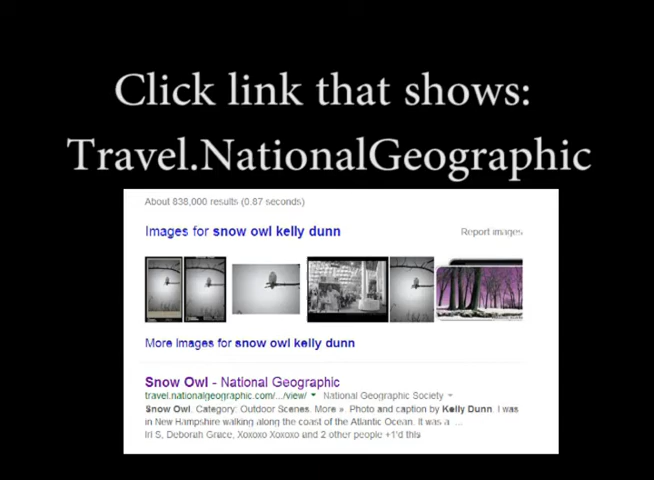 Click link that shows:
Travel.NationalGeographic
About 838,000 results (0.87 seconds)
Images for snow owl kelly dunn
Report images
More images for snow owl kelly dunn
Snow Owl - National Geographic
travel.nationalgeographic.com/.../view/ ▾ National Geographic Society ▾
Snow Owl. Category: Outdoor Scenes. More ». Photo and caption by Kelly Dunn. I was
in New Hampshire walking along the coast of the Atlantic Ocean. It was a ...
Iri S, Deborah Grace, Xoxoxo Xoxoxo and 2 other people +1'd this